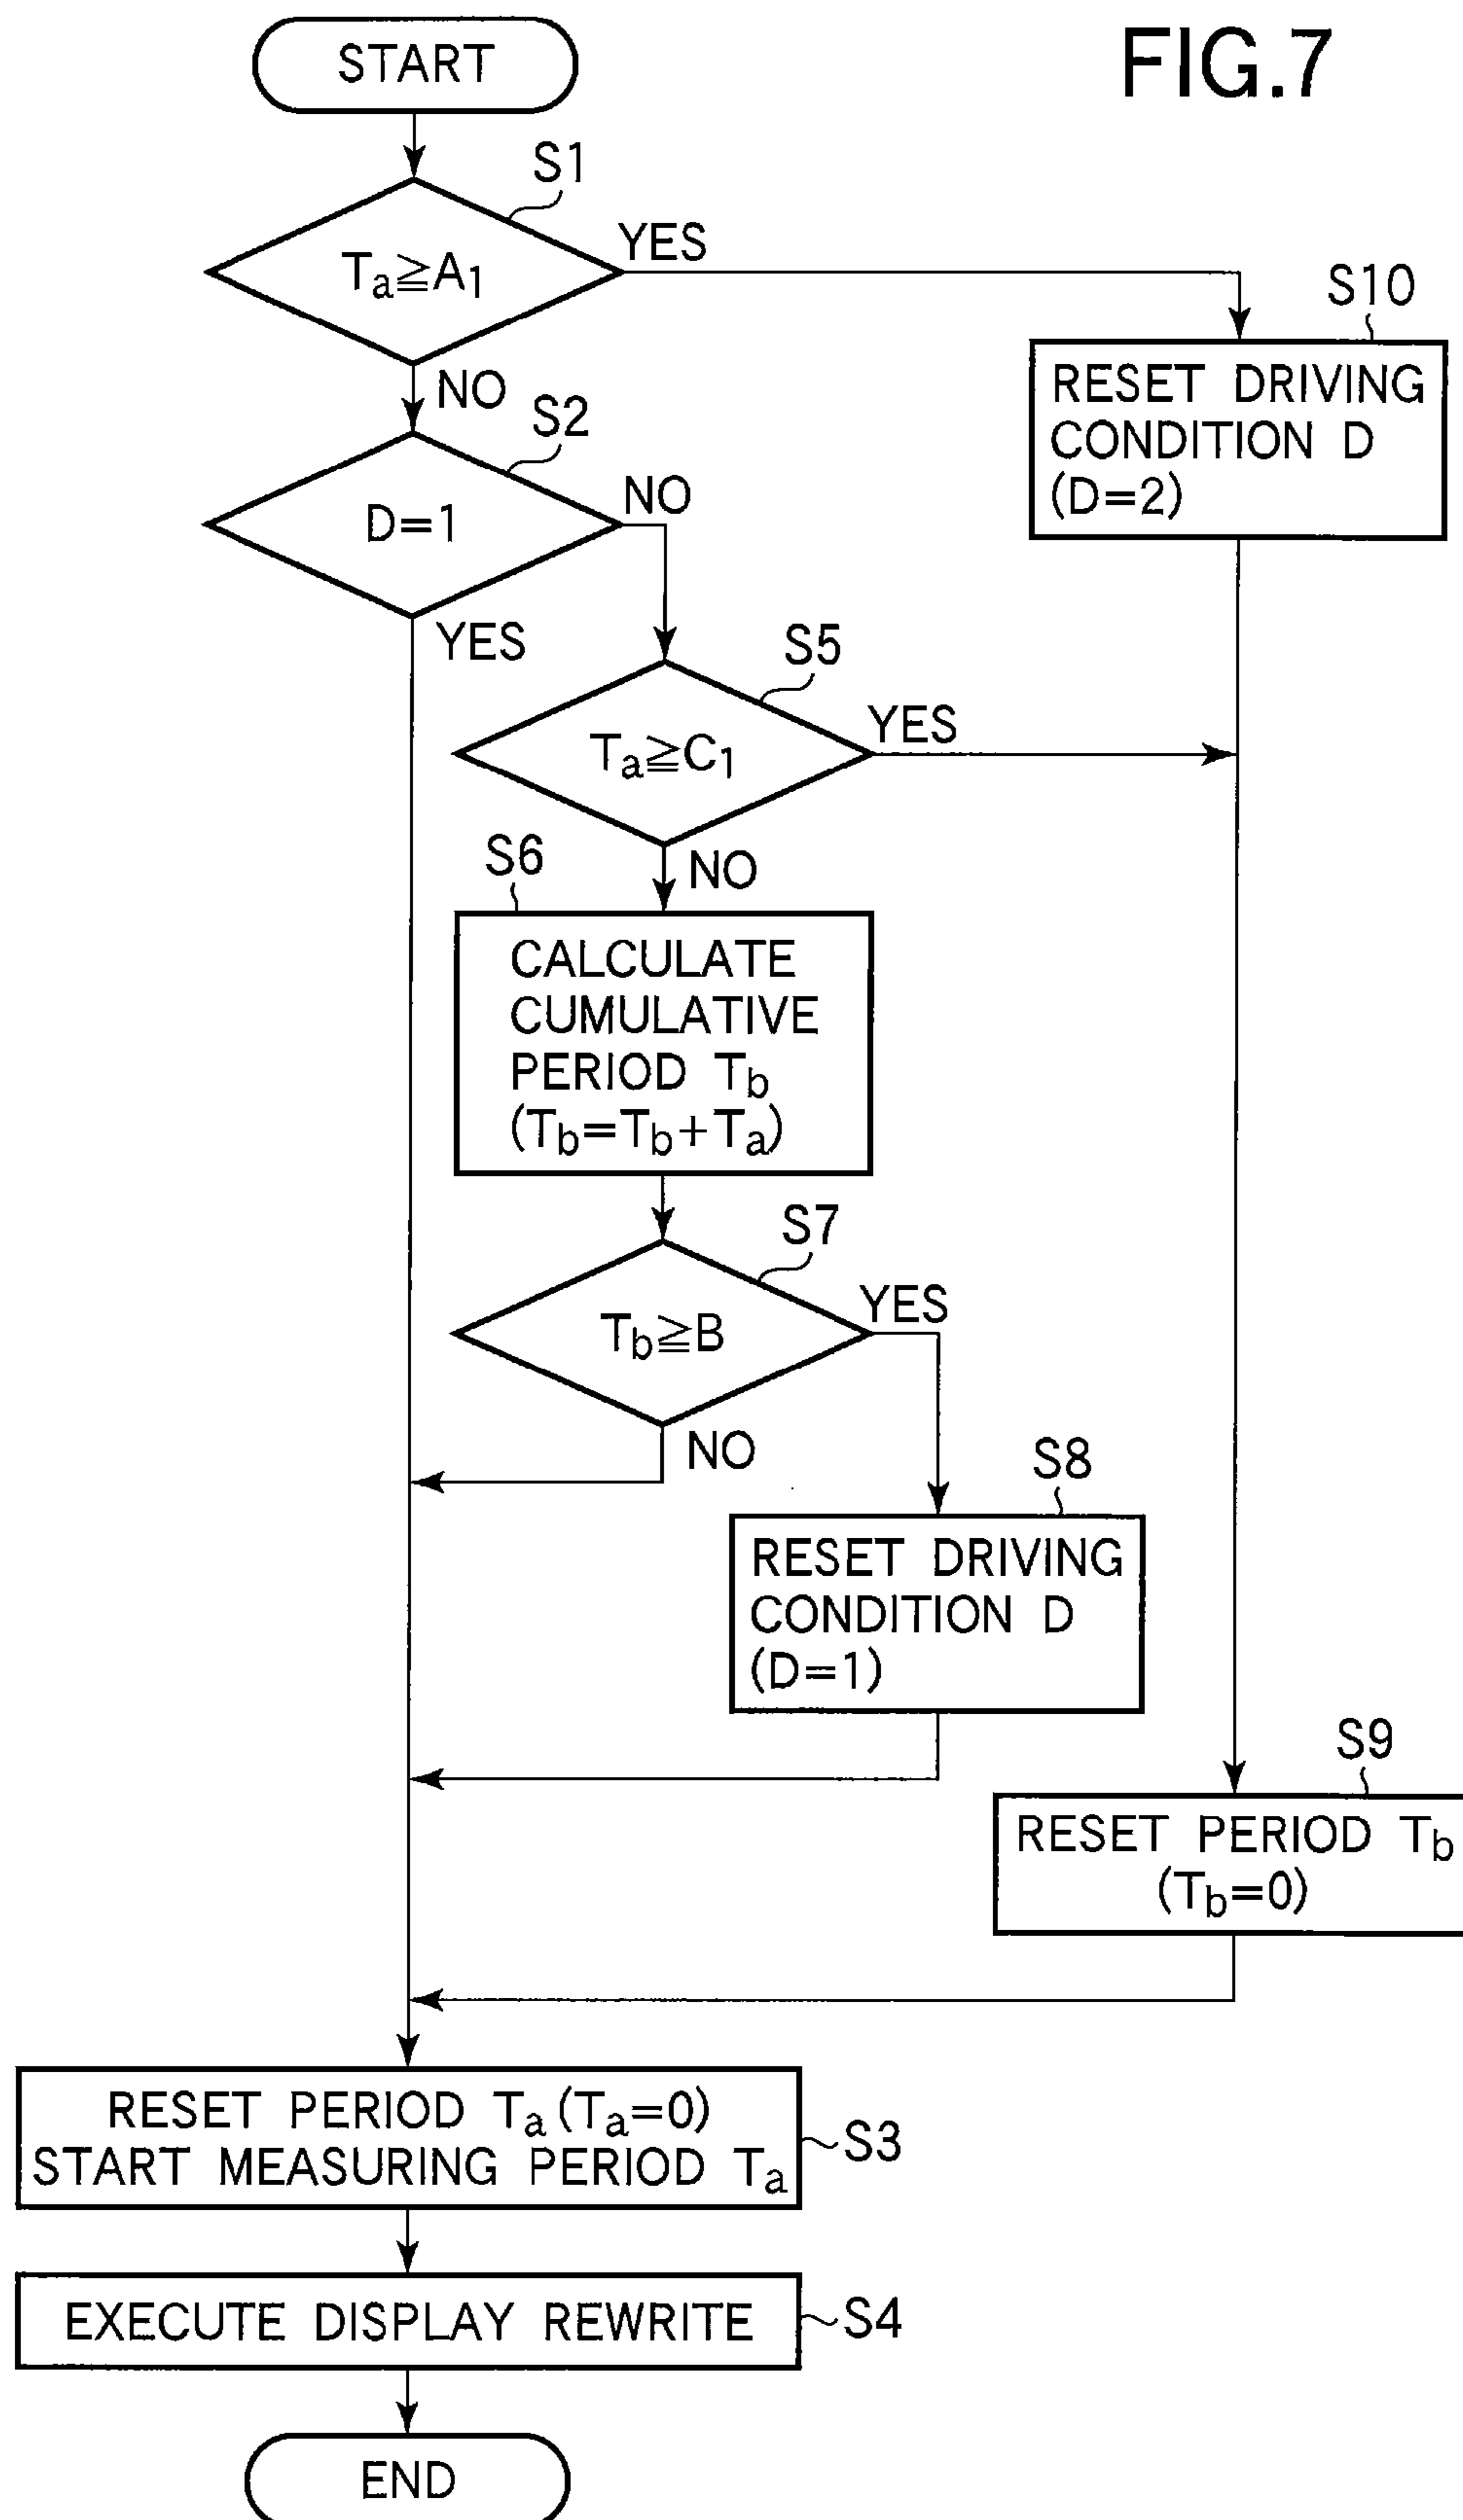 FIG.7
START
S1
Ta≧A1
YES
NO
S10
RESET DRIVING
CONDITION D
(D=2)
S2
D=1
NO
YES
S5
Ta≧C1
YES
NO
S6
CALCULATE
CUMULATIVE
PERIOD Tb
(Tb=Tb+Ta)
S7
Tb≧B
YES
NO
S8
RESET DRIVING
CONDITION D
(D=1)
S9
RESET PERIOD Tb
(Tb=0)
RESET PERIOD Ta (Ta=0)
START MEASURING PERIOD Ta
S3
EXECUTE DISPLAY REWRITE
S4
END